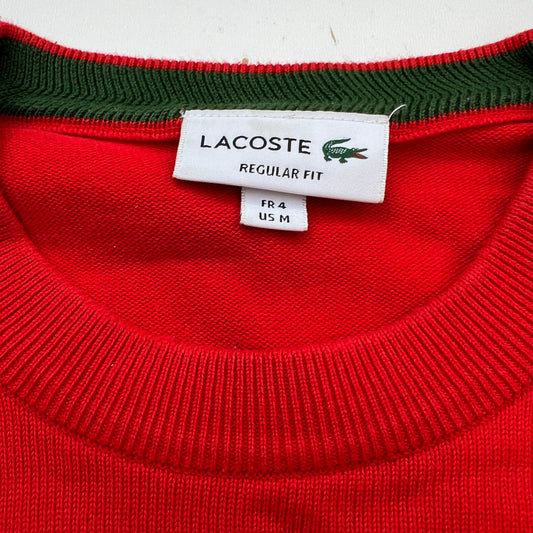 LACOSTE
REGULAR FIT
FR 4
US M